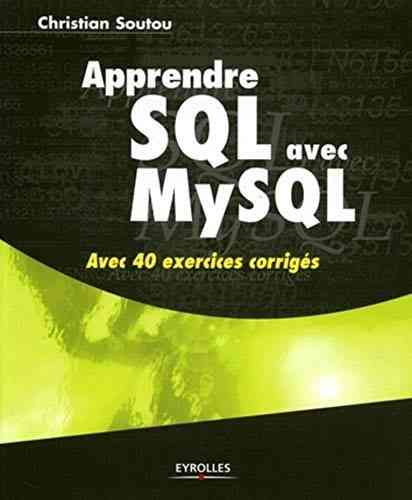 Christian Soutou
Apprendre
SQL avec
MySQL
Avec 40 exercices corrigés
EYROLLES